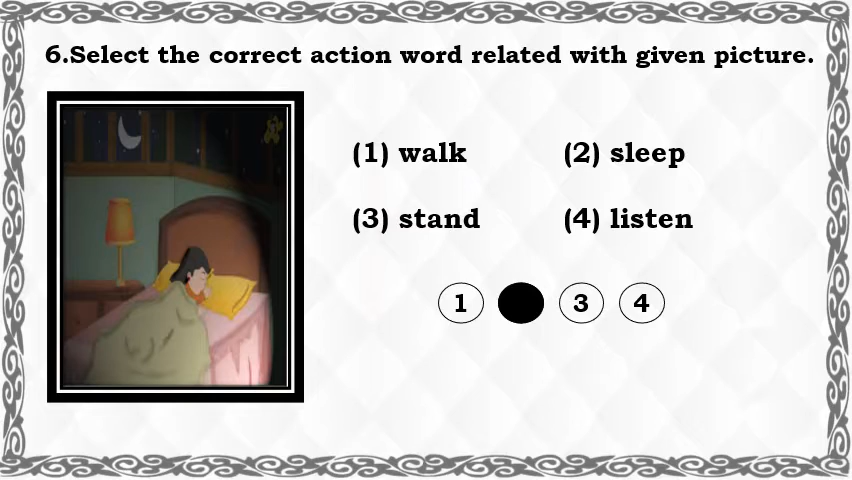 6.Select the correct action word related with given picture.
(1) walk (2) sleep
(3) stand (4) listen
1 3 4